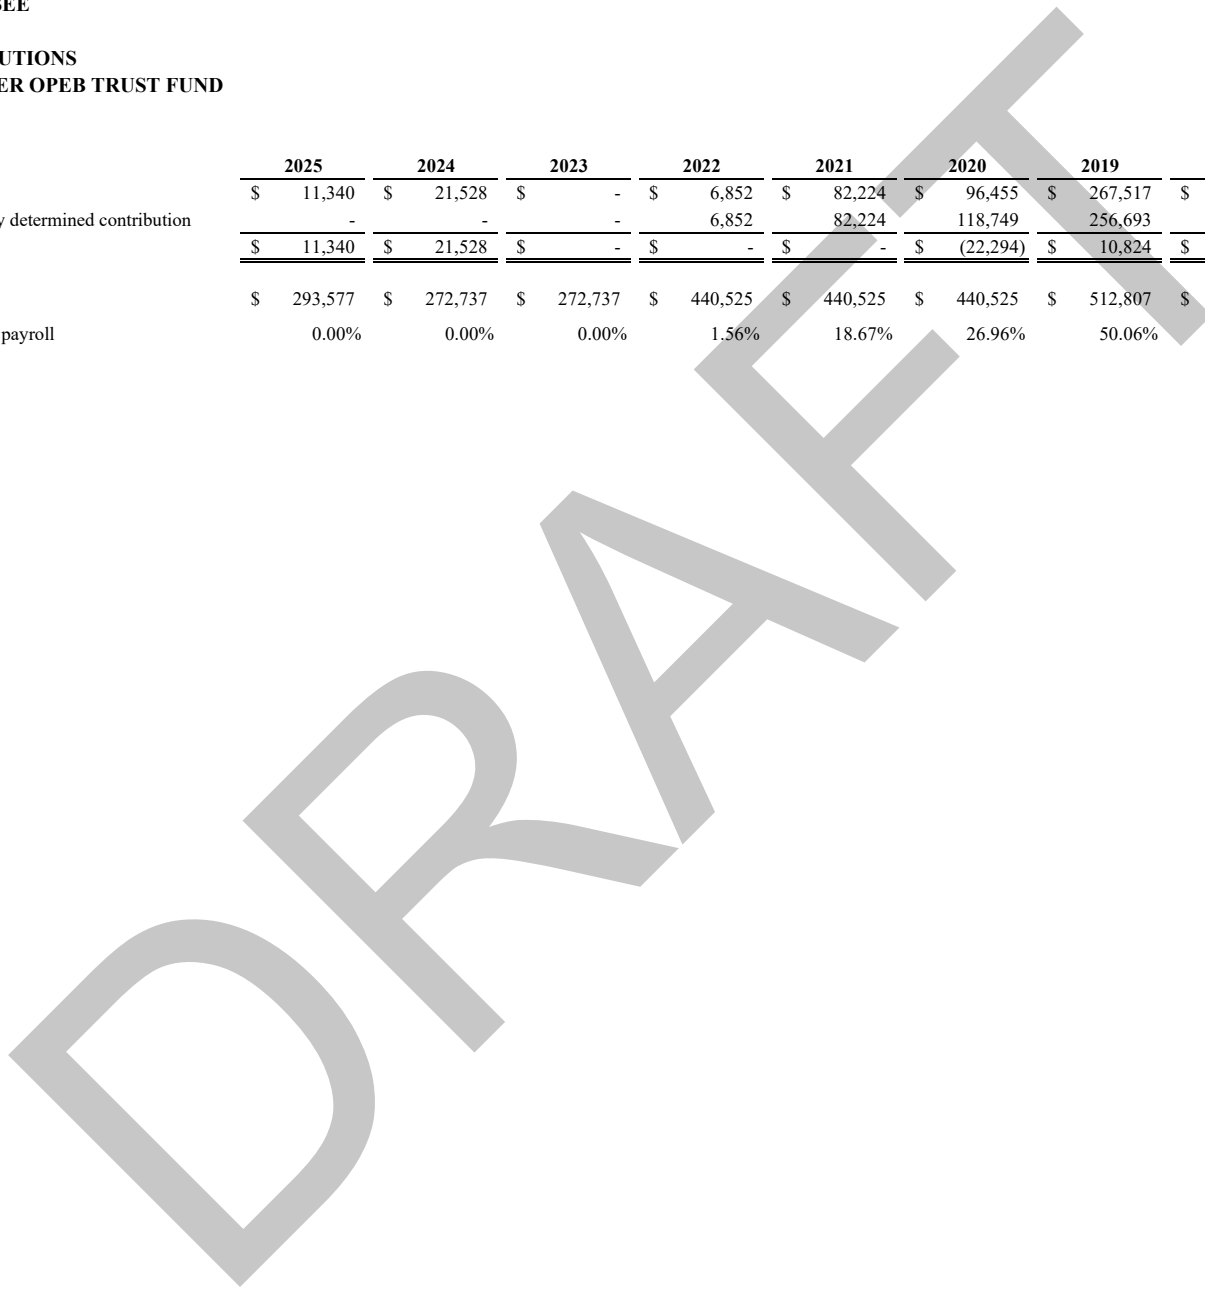 SEE
UTIONS
ER OPEB TRUST FUND
2025 2024 2023 2022 2021 2020 2019
$ 11,340 $ 21,528 $ - $ 6,852 $ 82,224 $ 96,455 $ 267,517 $
y determined contribution - - - 6,852 82,224 118,749 256,693
$ 11,340 $ 21,528 $ - $ - $ - $ (22,294) $ 10,824 $
$ 293,577 $ 272,737 $ 272,737 $ 440,525 $ 440,525 $ 440,525 $ 512,807 $
payroll 0.00% 0.00% 0.00% 1.56% 18.67% 26.96% 50.06%
DRAFT